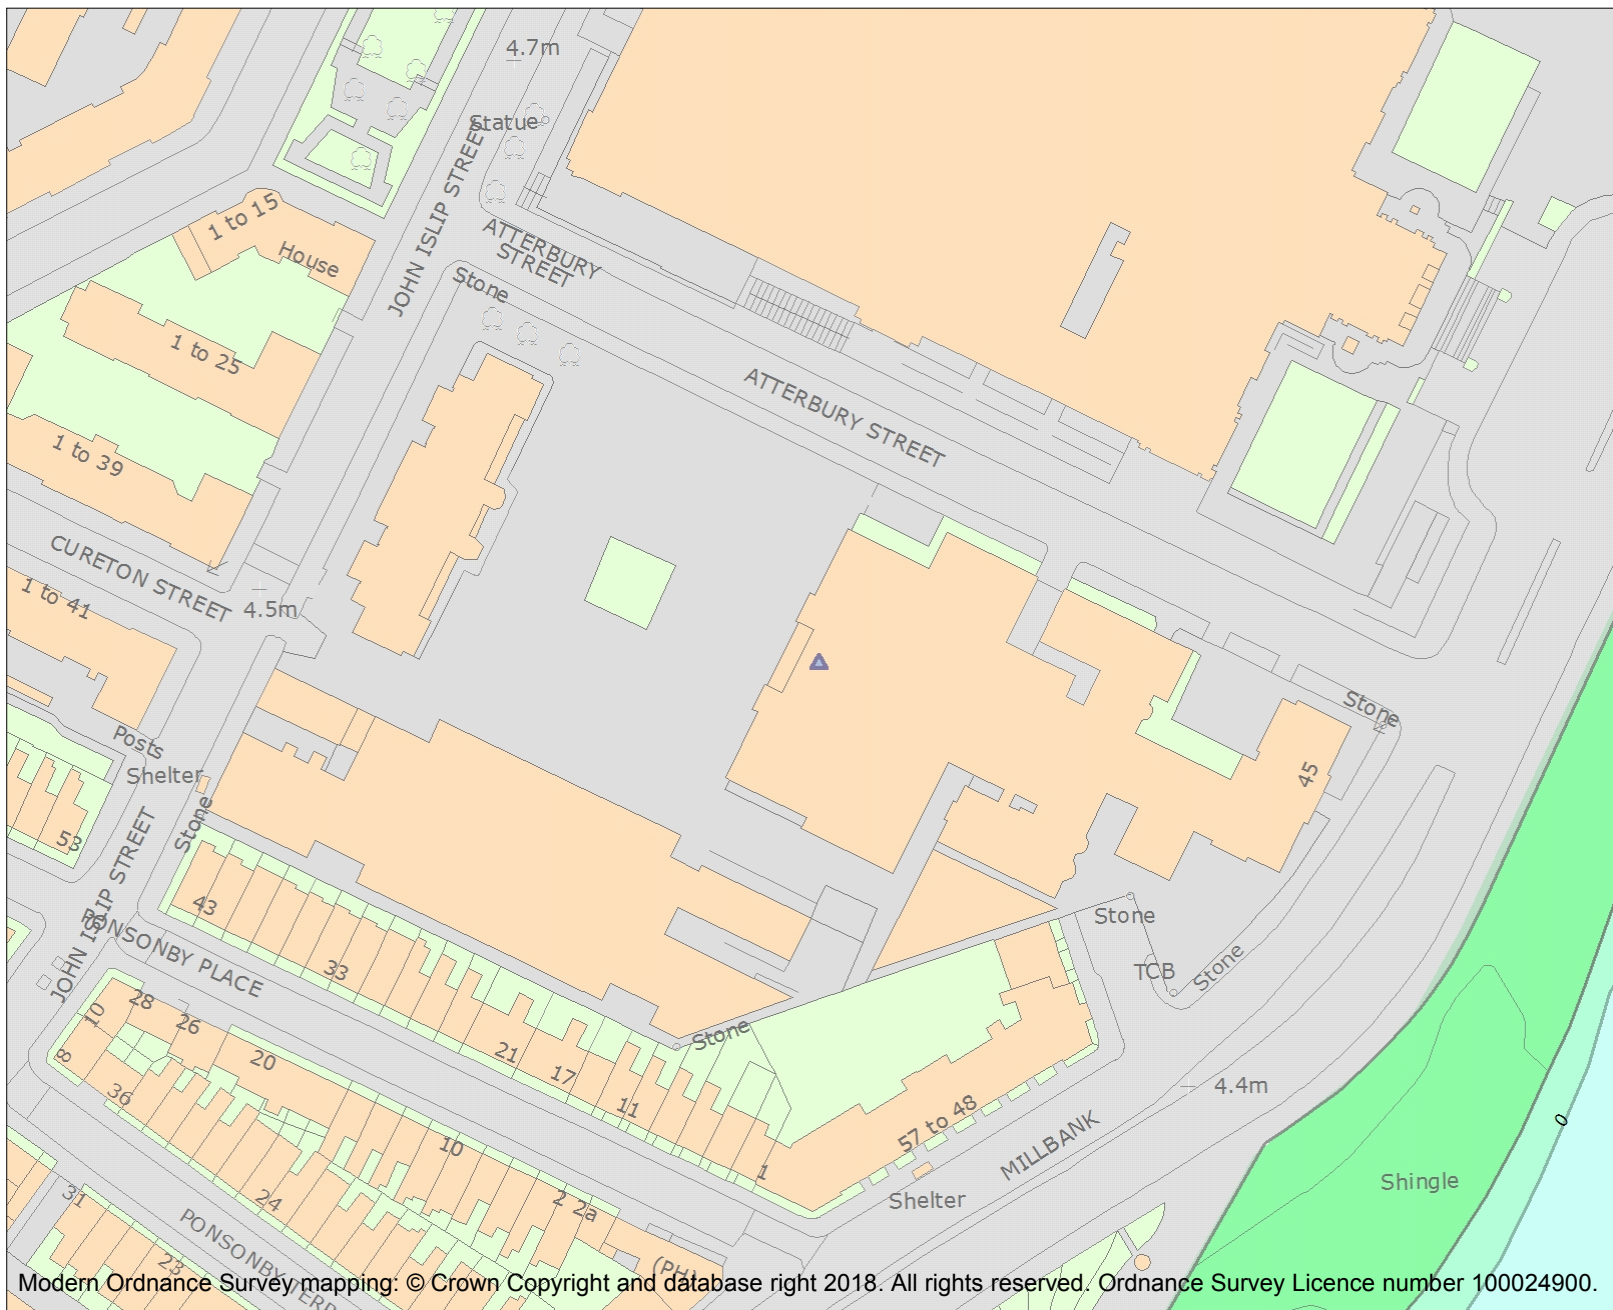 4.7m
Statue
JOHN ISLIP STREET
1 to 15
House
ATTERBURY
STREET
Stone
1 to 25
ATTERBURY STREET
1 to 39
CURETON STREET
1 to 41
4.5m
Stone
Posts
Shelter
45
Stone
53
JOHN ISLIP STREET
43
Stone
PONSONBY PLACE
33
TCB
Stone
28
10
26
Stone
8
20
21
17
4.4m
36
11
57 to 48
MILLBANK
0
10
1
Shingle
31
24
2 2a
Shelter
PONSONBY TERR
23
(PH)
Modern Ordnance Survey mapping: © Crown Copyright and database right 2018. All rights reserved. Ordnance Survey Licence number 100024900.